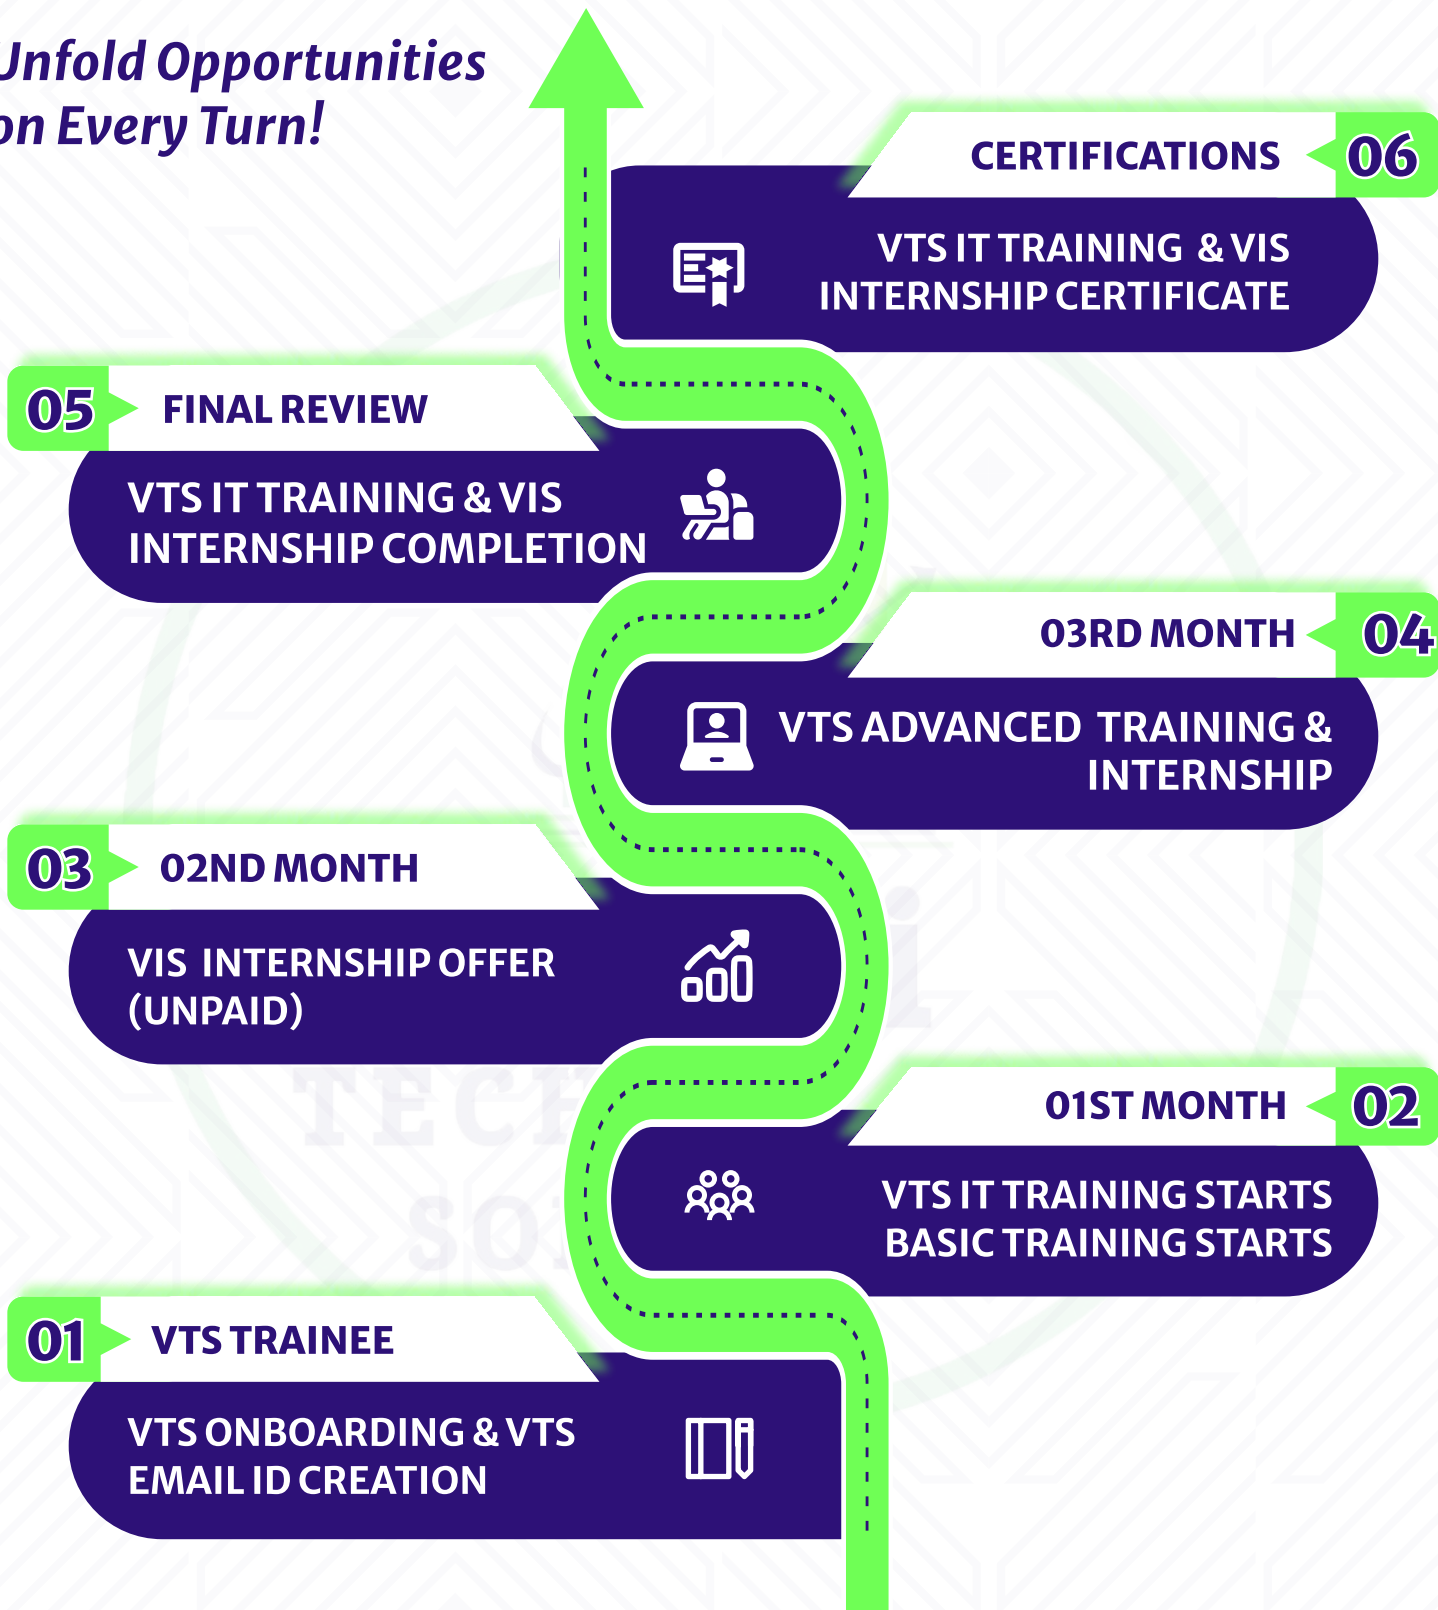 Unfold Opportunities
on Every Turn!
CERTIFICATIONS
06
VTS IT TRAINING & VIS
INTERNSHIP CERTIFICATE
05
FINAL REVIEW
VTS IT TRAINING & VIS
INTERNSHIP COMPLETION
03RD MONTH
04
VTS ADVANCED TRAINING &
INTERNSHIP
03
02ND MONTH
VIS INTERNSHIP OFFER
(UNPAID)
01ST MONTH
02
VTS IT TRAINING STARTS
BASIC TRAINING STARTS
01
VTS TRAINEE
VTS ONBOARDING & VTS
EMAIL ID CREATION